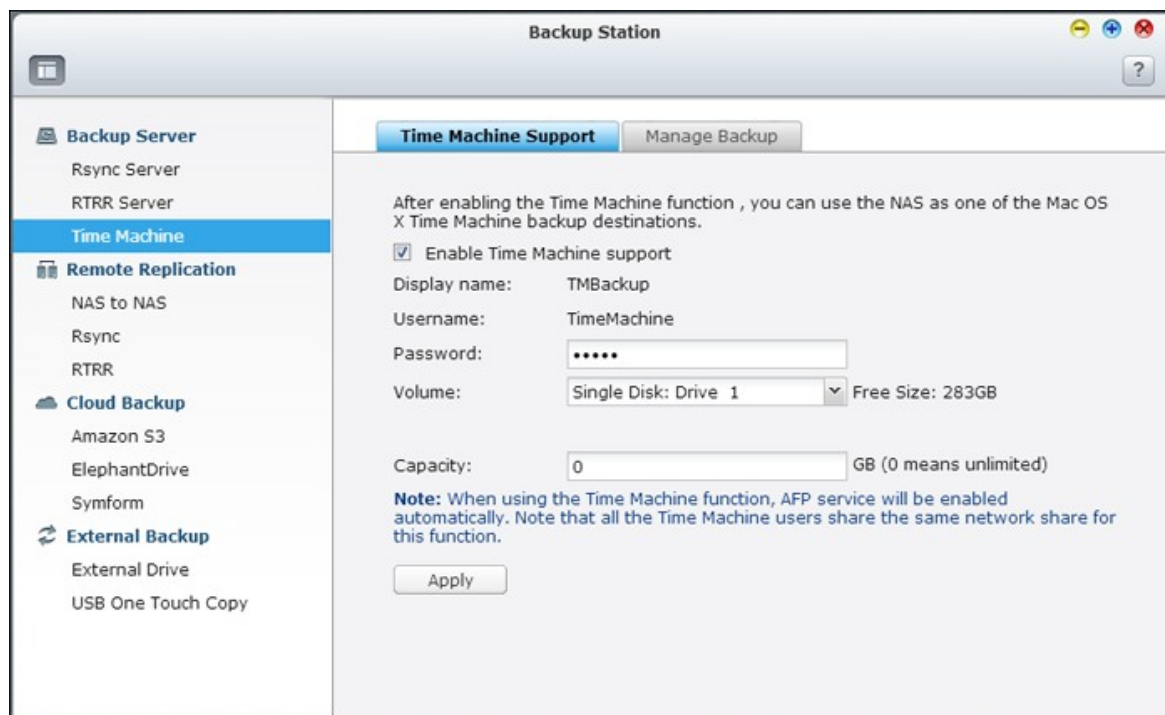 Backup Station
?
Backup Server
Rsync Server
RTRR Server
Time Machine
Remote Replication
NAS to NAS
Rsync
RTRR
Cloud Backup
Amazon S3
ElephantDrive
Symform
External Backup
External Drive
USB One Touch Copy
Time Machine Support
Manage Backup
After enabling the Time Machine function , you can use the NAS as one of the Mac OS
X Time Machine backup destinations.
Enable Time Machine support
Display name: TMBackup
Username: TimeMachine
Password: •••••
Volume: Single Disk: Drive 1 Free Size: 283GB
Capacity: 0 GB (0 means unlimited)
Note: When using the Time Machine function, AFP service will be enabled
automatically. Note that all the Time Machine users share the same network share for
this function.
Apply